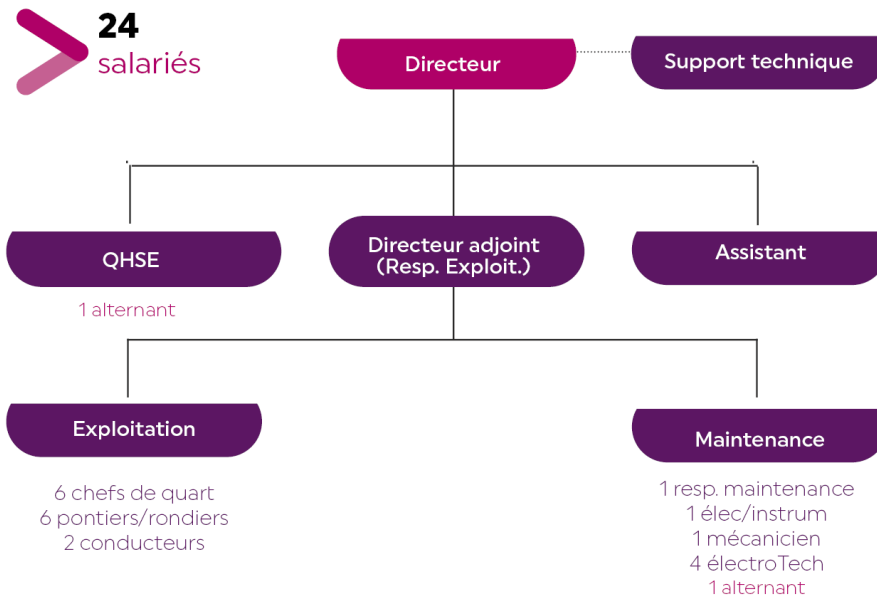 24
salariés
Directeur
Support technique
QHSE
Directeur adjoint
(Resp. Exploit.)
Assistant
1 alternant
Exploitation
Maintenance
6 chefs de quart
6 pontiers/rondiers
2 conducteurs
1 resp. maintenance
1 élec/instrum
1 mécanicien
4 électroTech
1 alternant